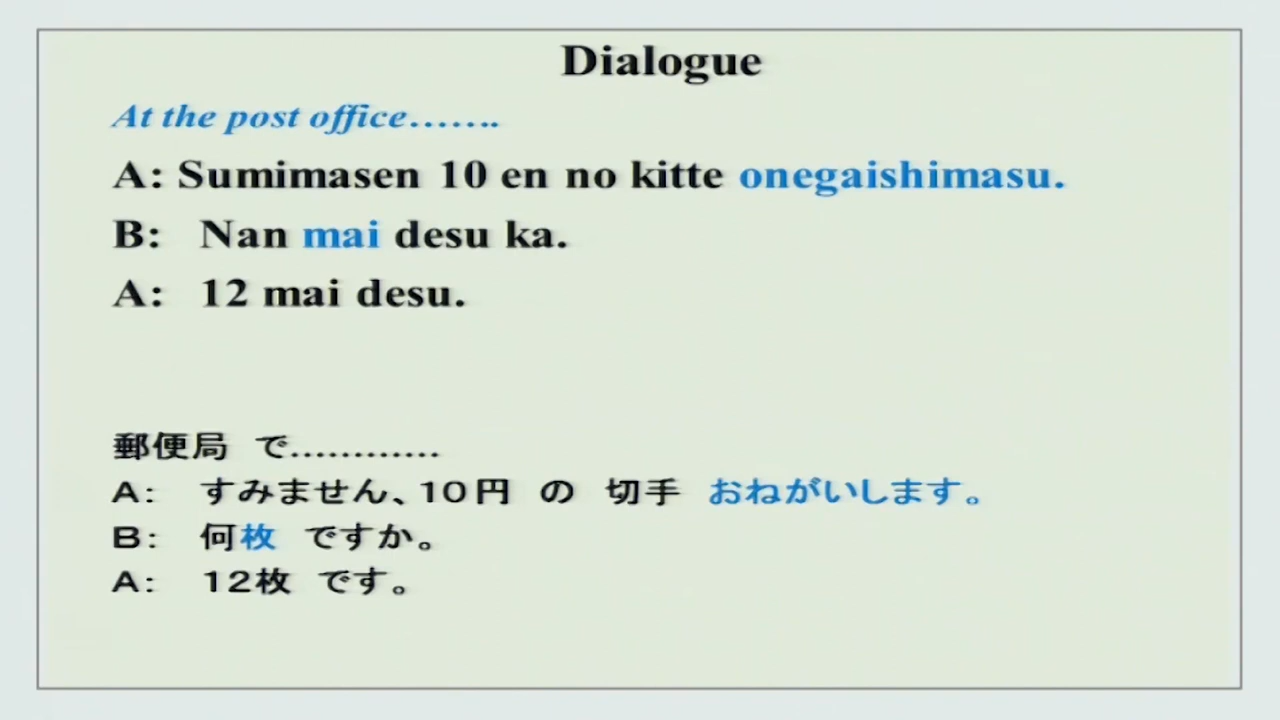 Dialogue
At the post office…….
A: Sumimasen 10 en no kitte onegaishimasu.
B: Nan mai desu ka.
A: 12 mai desu.
郵便局 で…………
A: すみません、10円 の 切手 おねがいします。
B: 何枚 ですか。
A: 12枚 です。